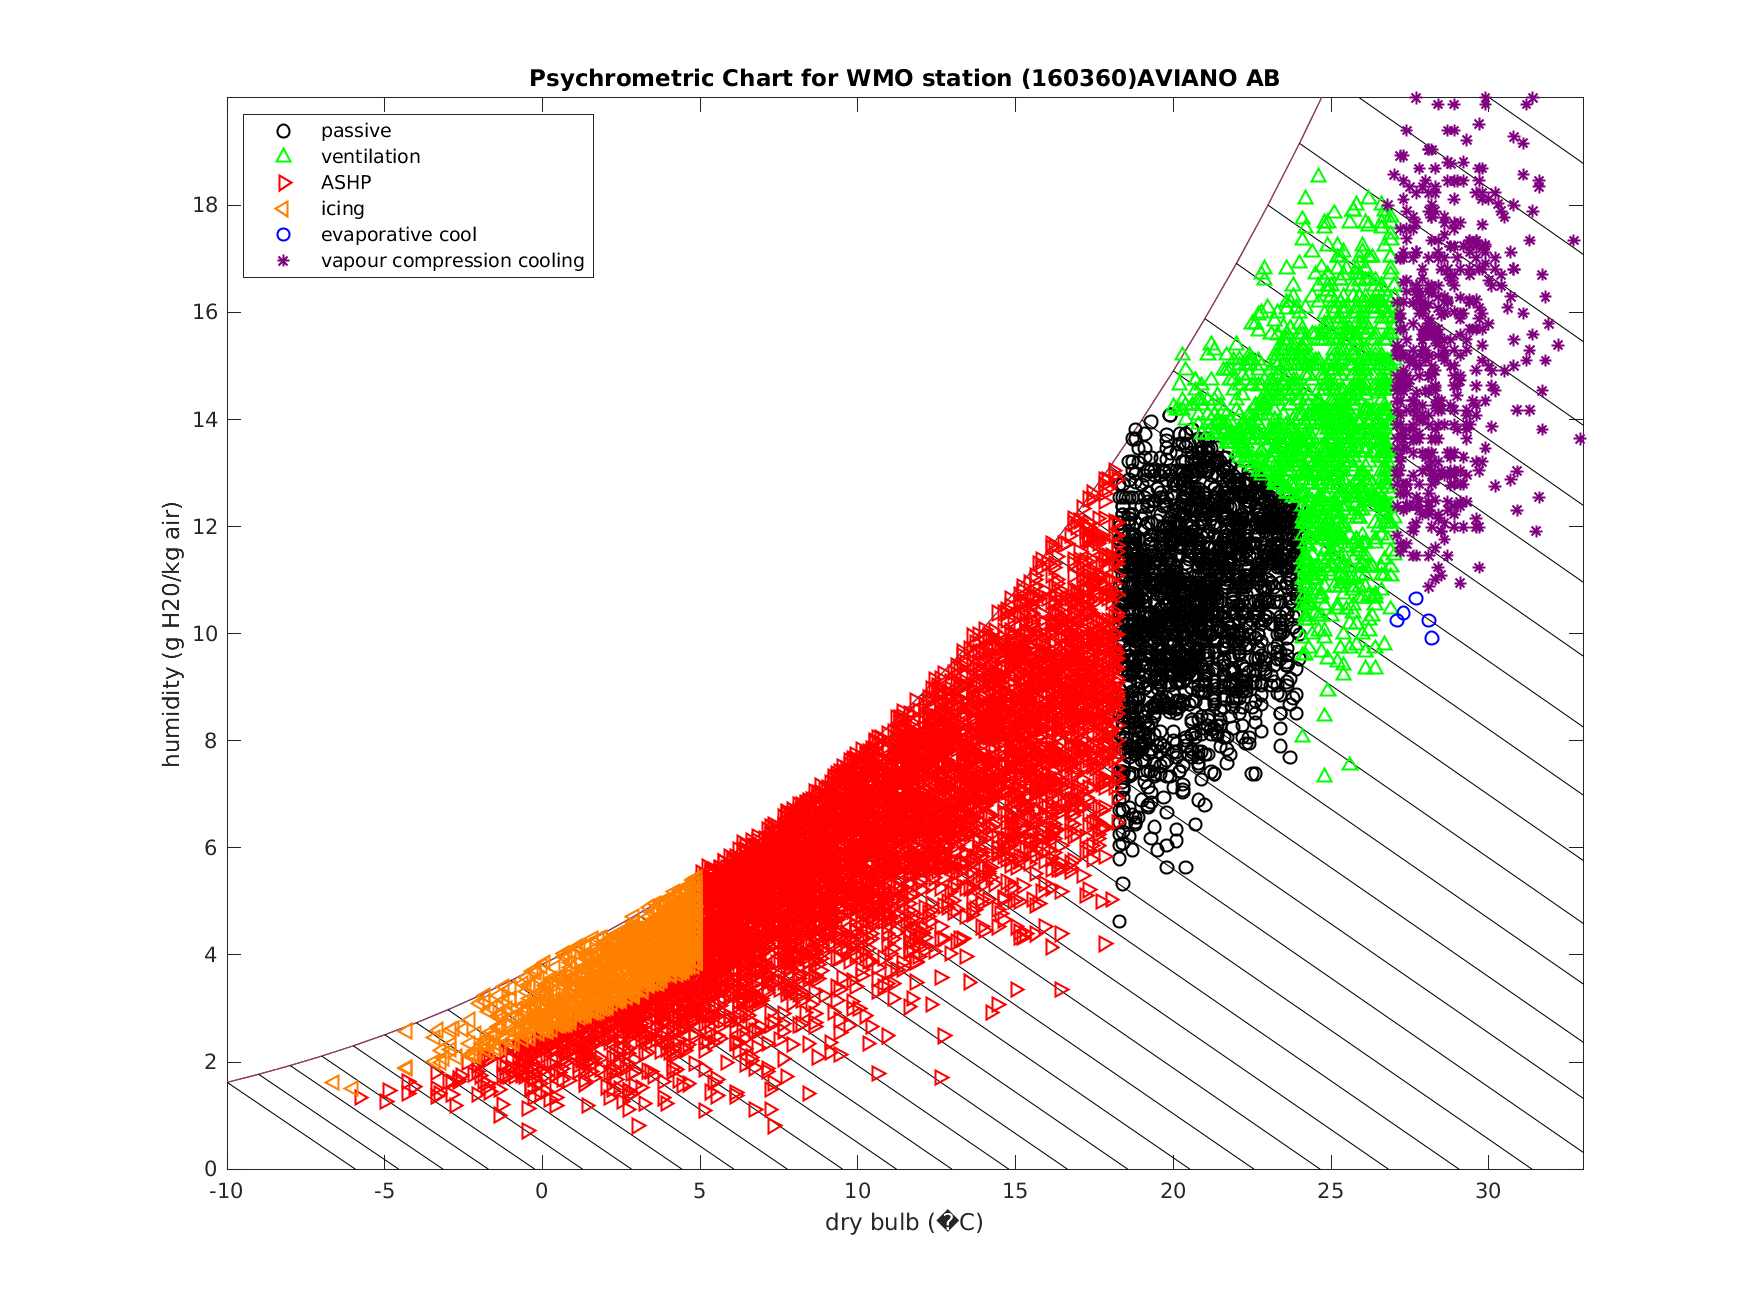 Psychrometric Chart for WMO station (160360)AVIANO AB
passive
ventilation
ASHP
icing
evaporative cool
vapour compression cooling
humidity (g H20/kg air)
18
16
14
12
10
8
6
4
2
0
-10 -5 0 5 10 15 20 25 30
dry bulb (�C)